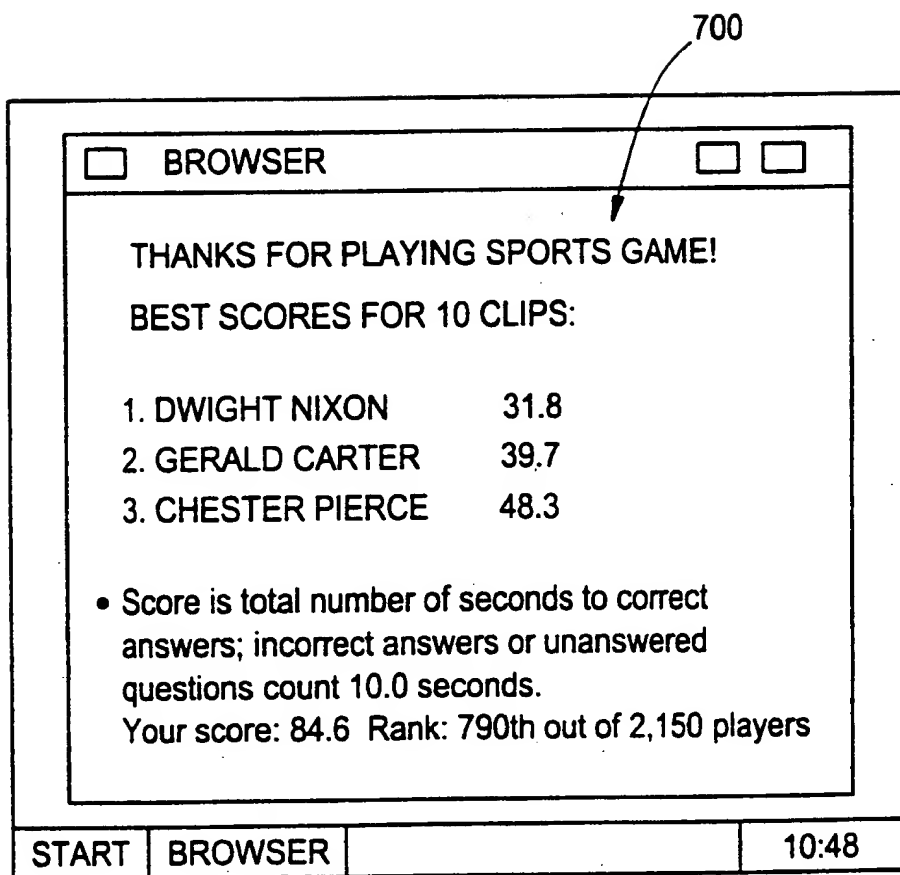 700
BROWSER
THANKS FOR PLAYING SPORTS GAME!
BEST SCORES FOR 10 CLIPS:
1. DWIGHT NIXON 31.8
2. GERALD CARTER 39.7
3. CHESTER PIERCE 48.3
• Score is total number of seconds to correct
answers; incorrect answers or unanswered
questions count 10.0 seconds.
Your score: 84.6 Rank: 790th out of 2,150 players
START BROWSER 10:48